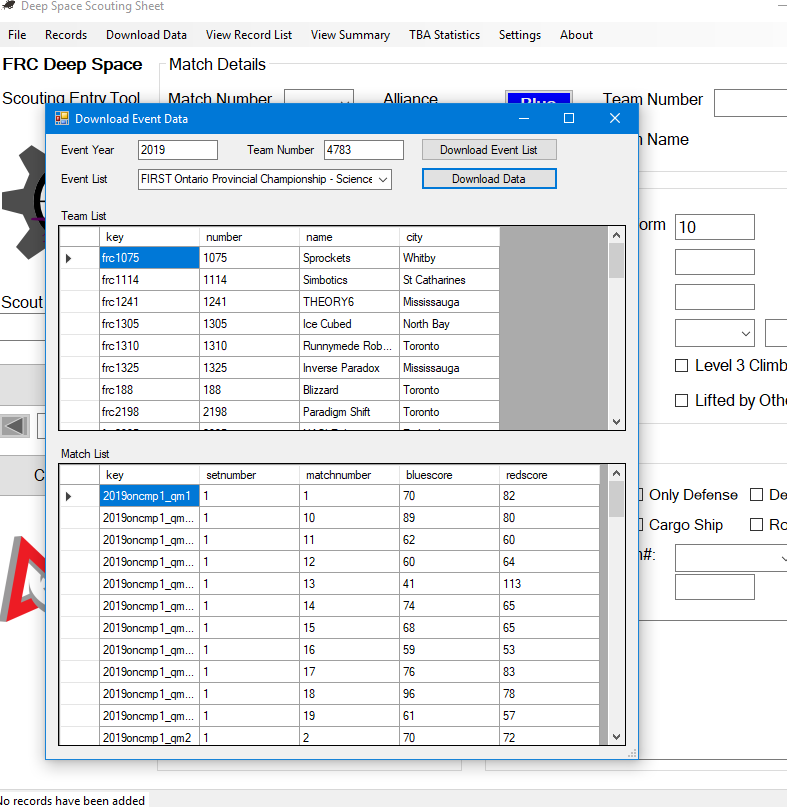 Deep Space Scouting Sheet
File Records Download Data View Record List View Summary TBA Statistics Settings About
FRC Deep Space Match Details
Scouting Entry Tool Match Number Alliance Blue Team Number
Download Event Data
Name
Event Year 2019 Team Number 4783 Download Event List
Event List FIRST Ontario Provincial Championship - Science Download Data
Team List
orm 10
key number name city
frc1075 1075 Sprockets Whitby
frc1114 1114 Simbotics St Catharines
frc1241 1241 THEORY6 Mississauga
Scout
frc1305 1305 Ice Cubed North Bay
frc1310 1310 Runnymede Rob... Toronto
frc1325 1325 Inverse Paradox Mississauga
Level 3 Climb
frc188 188 Blizzard Toronto
Lifted by Othe
frc2198 2198 Paradigm Shift Toronto
Match List
key setnumber matchnumber bluescore redscore
C
2019oncmp1_qm1 1 1 70 82
Only Defense De
2019oncmp1_qm... 1 10 89 80
Cargo Ship Ro
2019oncmp1_qm... 1 11 62 60
2019oncmp1_qm... 1 12 60 64
n#:
2019oncmp1_qm... 1 13 41 113
2019oncmp1_qm... 1 14 74 65
2019oncmp1_qm... 1 15 68 65
2019oncmp1_qm... 1 16 59 53
2019oncmp1_qm... 1 17 76 83
2019oncmp1_qm... 1 18 96 78
2019oncmp1_qm... 1 19 61 57
2019oncmp1_qm2 1 2 70 72
No records have been added